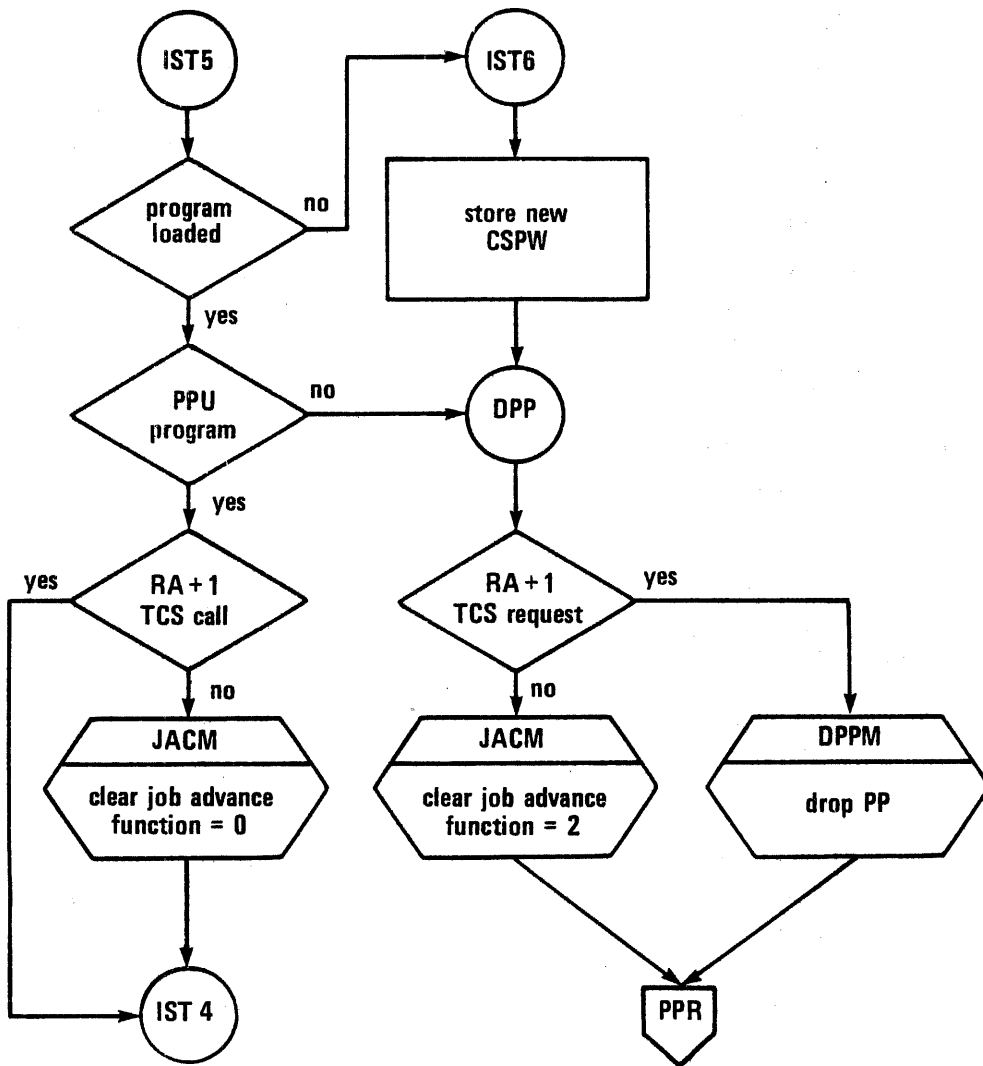 IST5
IST6
program
loaded
no
store new
CSPW
yes
PPU
program
no
DPP
yes
yes
RA + 1
TCS call
RA + 1
TCS request
yes
no
no
JACM
clear job advance
function = 0
JACM
clear job advance
function = 2
DPPM
drop PP
IST 4
PPR